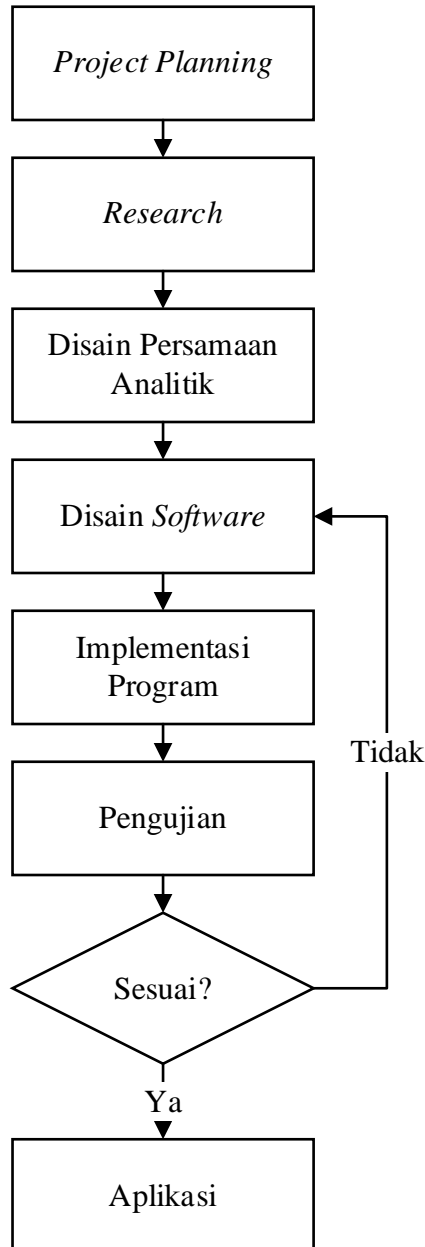 Project Planning
Research
Disain Persamaan
Analitik
Disain Software
Implementasi
Program
Pengujian
Tidak
Sesuai?
Ya
Aplikasi